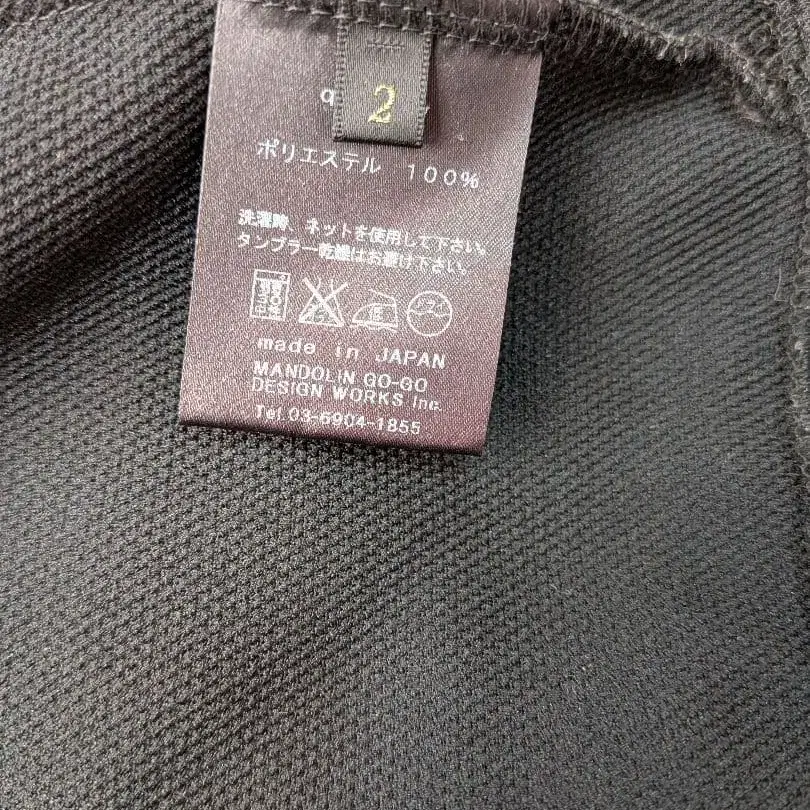 2
ポリエステル 100%
洗濯時、ネットを使用して下さい。
タンブラー乾燥はお避け下さい。
made in JAPAN
MANDOLIN GO-GO
DESIGN WORKS Inc.
Tel 03-6904-1855